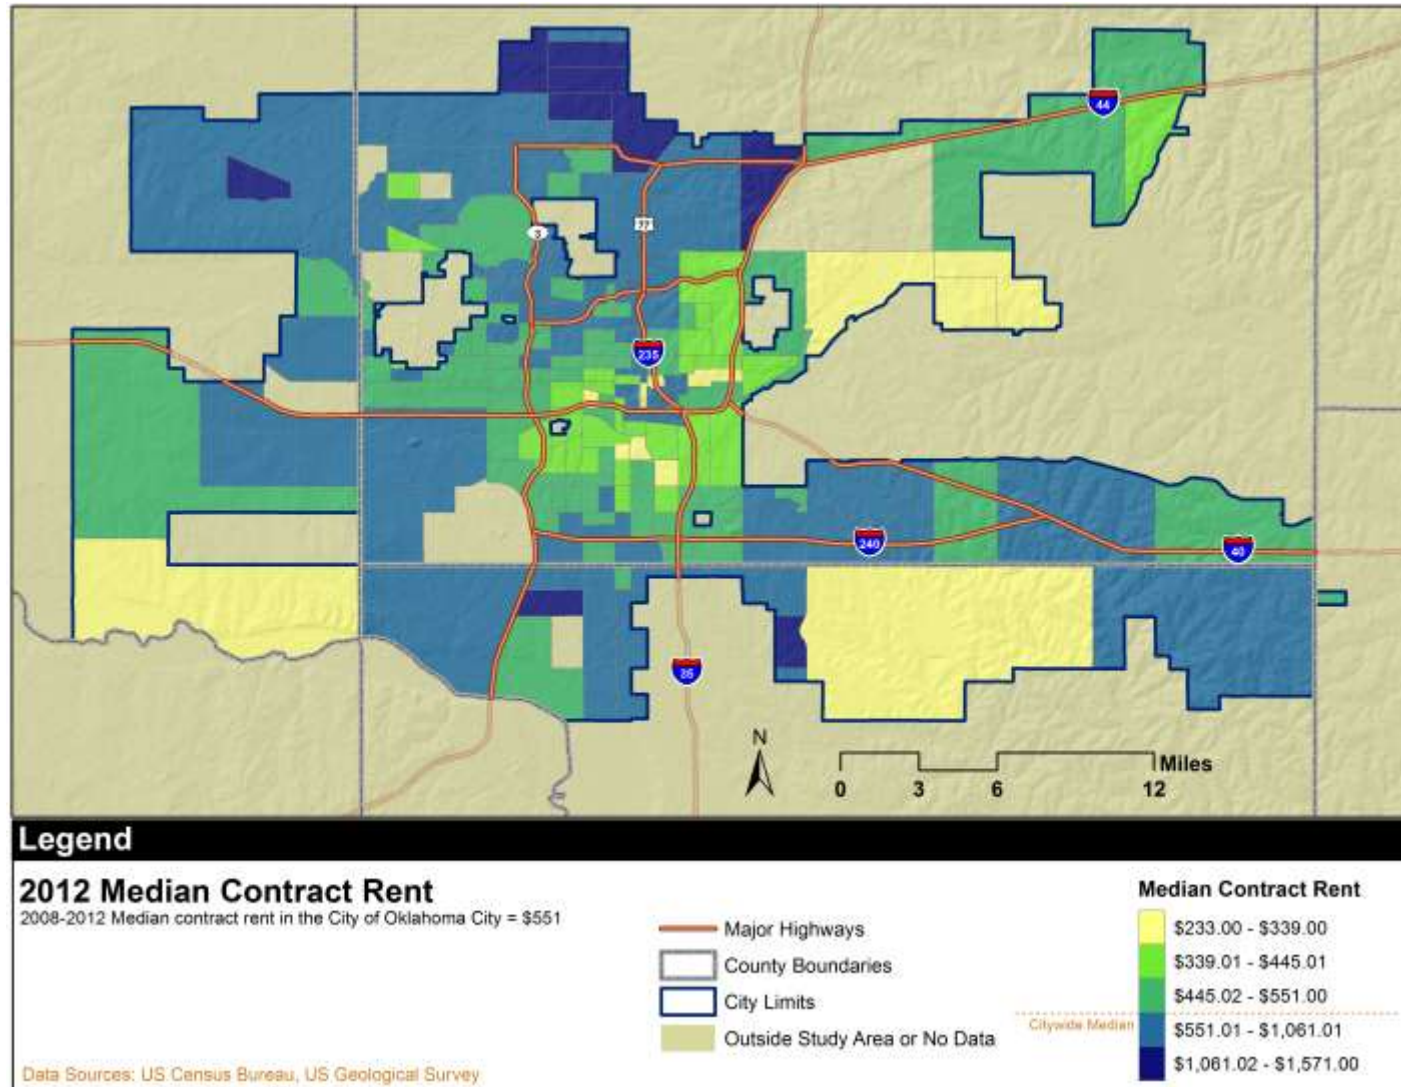 44
3
77
235
240
40
35
N
Miles
0 3 6 12
Legend
2012 Median Contract Rent
2008-2012 Median contract rent in the City of Oklahoma City = $551
Major Highways
County Boundaries
City Limits
Outside Study Area or No Data
Median Contract Rent
$233.00 - $339.00
$339.01 - $445.01
$445.02 - $551.00
Citywide Median
$551.01 - $1,061.01
$1,061.02 - $1,571.00
Data Sources: US Census Bureau, US Geological Survey